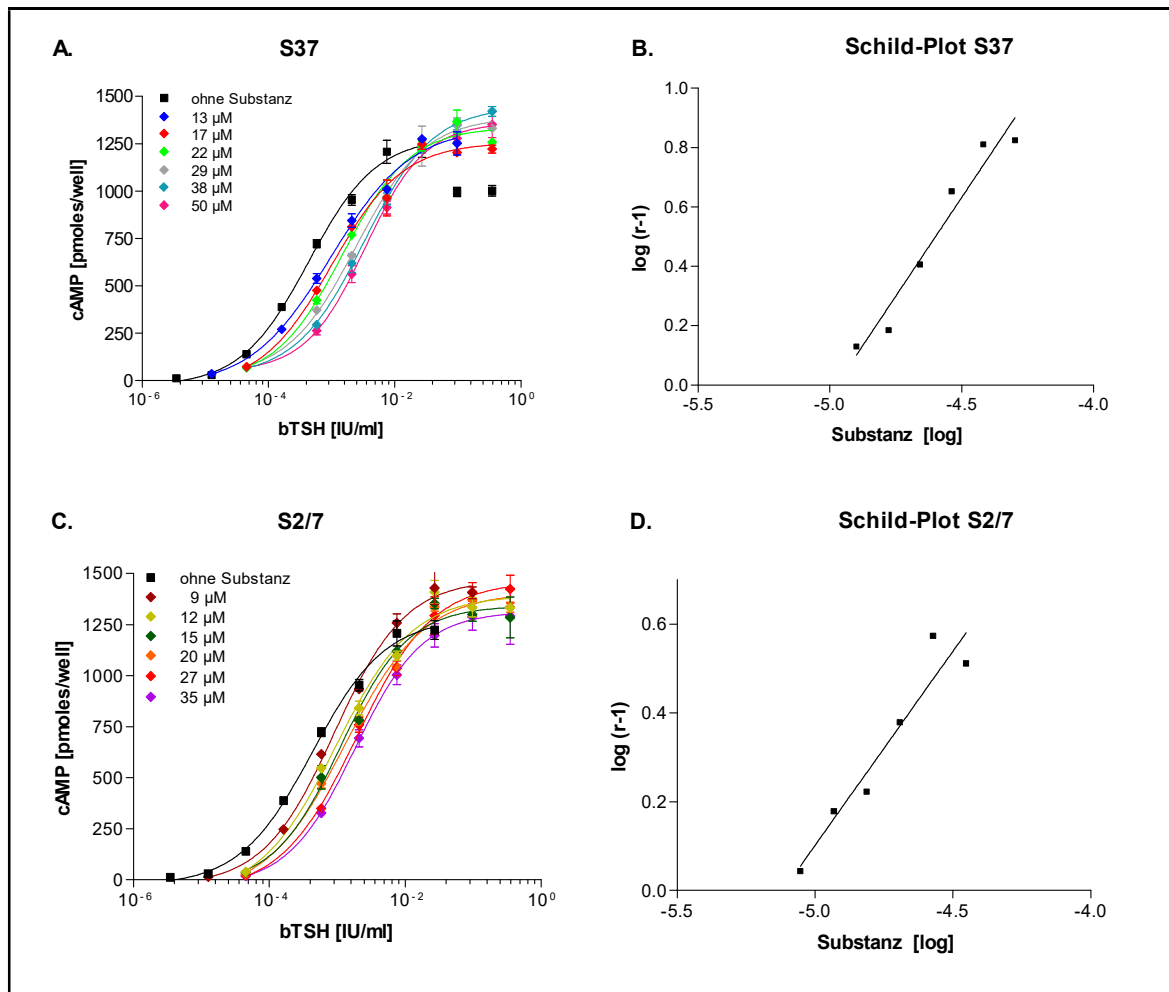 A.
S37
ohne Substanz
13 µM
17 µM
22 µM
29 µM
38 µM
50 µM
1500
1250
1000
750
500
250
0
cAMP [pmoles/well]
10-6
10-4
10-2
100
bTSH [IU/ml]
B.
Schild-Plot S37
1.0
0.8
0.6
0.4
0.2
0.0
log (r-1)
-5.5
-5.0
-4.5
-4.0
Substanz [log]
C.
S2/7
ohne Substanz
9 µM
12 µM
15 µM
20 µM
27 µM
35 µM
1500
1250
1000
750
500
250
0
cAMP [pmoles/well]
10-6
10-4
10-2
100
bTSH [IU/ml]
D.
Schild-Plot S2/7
0.6
0.4
0.2
0.0
log (r-1)
-5.5
-5.0
-4.5
-4.0
Substanz [log]